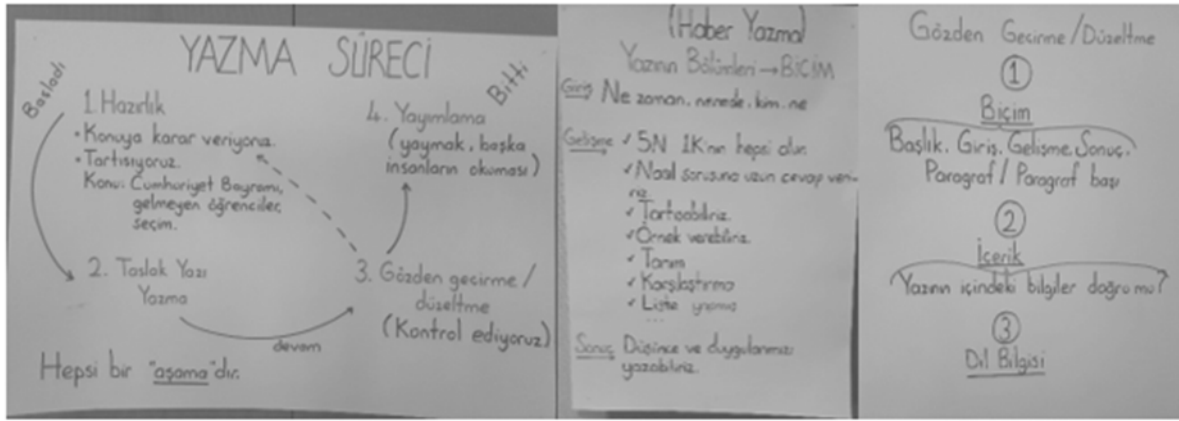 YAZMA SÜRECİ
Başladı
1. Hazırlık
• Konuya karar veriyoruz.
• Tartışıyoruz.
Konu: Cumhuriyet Bayramı,
gelmeyen öğrenciler,
seçim.
2. Taslak Yazı
Yazma
devam
3. Gözden geçirme /
düzeltme
(Kontrol ediyoruz)
4. Yayımlama
(yaymak, başka
insanların okuması)
Bitti
Hepsi bir "aşama"dır.
(Haber Yazma)
Yazının Bölümleri → BİÇİM
Giriş Ne zaman, nerede, kim, ne
Gelişme ✓ 5N 1K'nın hepsi olur.
✓ Nasıl sorusuna uzun cevap veri-
riz.
✓ Tartışabiliriz.
✓ Örnek verebiliriz.
✓ Tanım
✓ Karşılaştırma
✓ Liste
...
Sonuç Düşünce ve duygularımızı
yazabiliriz.
Gözden Geçirme / Düzeltme
1
Biçim
Başlık, Giriş, Gelişme, Sonuç,
Paragraf / Paragraf başı
2
İçerik
Yazının içindeki bilgiler doğru mu?
3
Dil Bilgisi